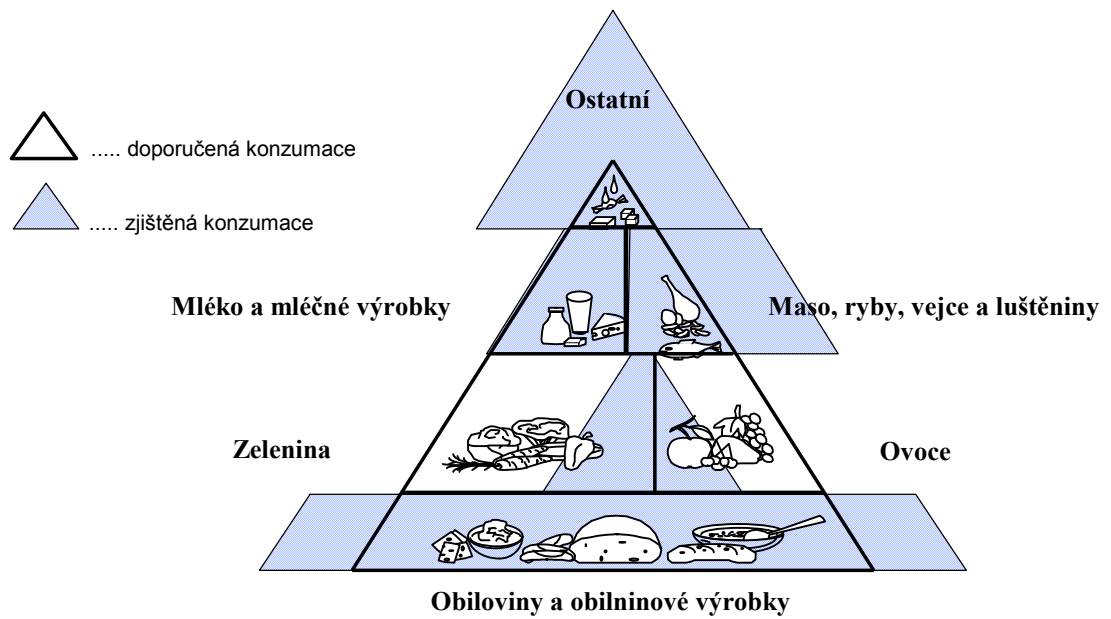 Ostatní
..... doporučená konzumace
..... zjištěná konzumace
Mléko a mléčné výrobky
Maso, ryby, vejce a luštěniny
Zelenina
Ovoce
Obiloviny a obilninové výrobky